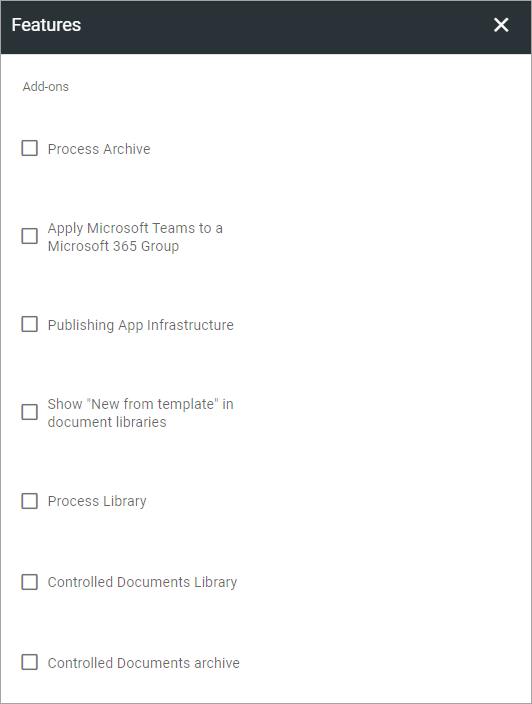 Features
Add-ons
Process Archive
Apply Microsoft Teams to a
Microsoft 365 Group
Publishing App Infrastructure
Show "New from template" in
document libraries
Process Library
Controlled Documents Library
Controlled Documents archive